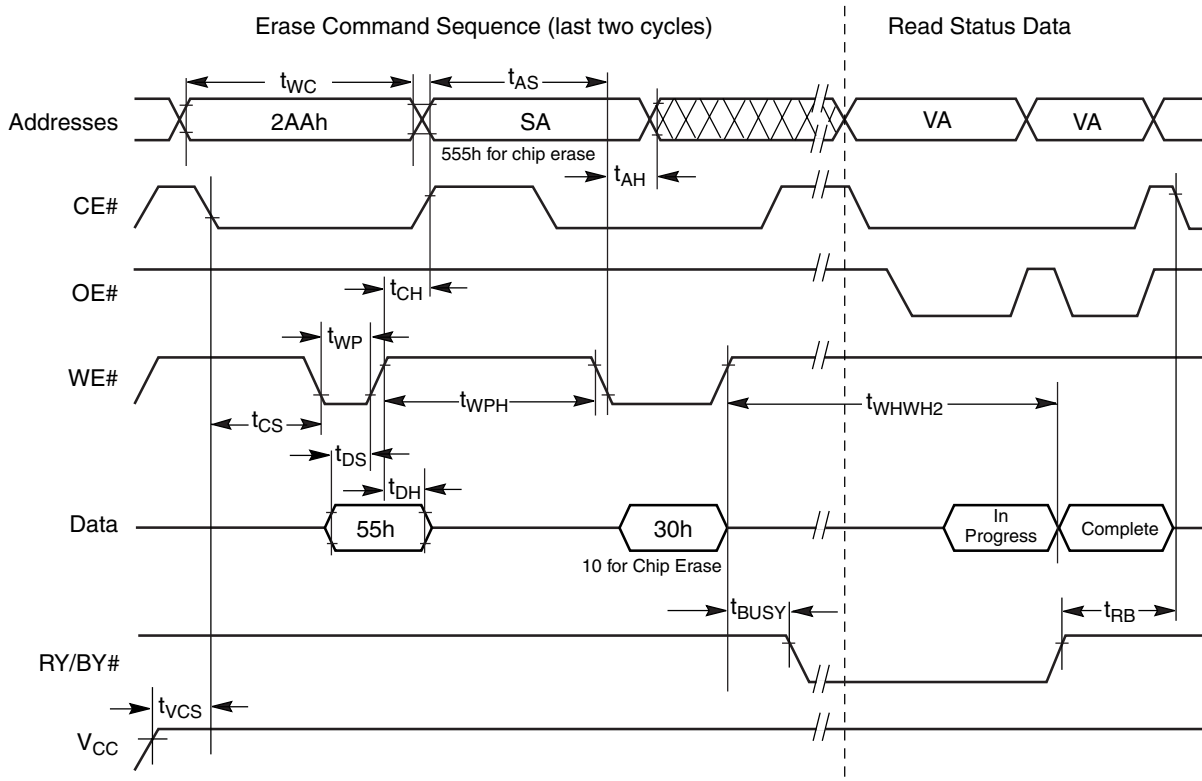 Erase Command Sequence (last two cycles)
Read Status Data
tWC
tAS
Addresses
2AAh
SA
VA
VA
555h for chip erase
tAH
CE#
OE#
tCH
tWP
WE#
tWPH
tWHWH2
tCS
tDS
tDH
Data
55h
30h
In
Progress
Complete
10 for Chip Erase
tBUSY
tRB
RY/BY#
tVCS
VCC